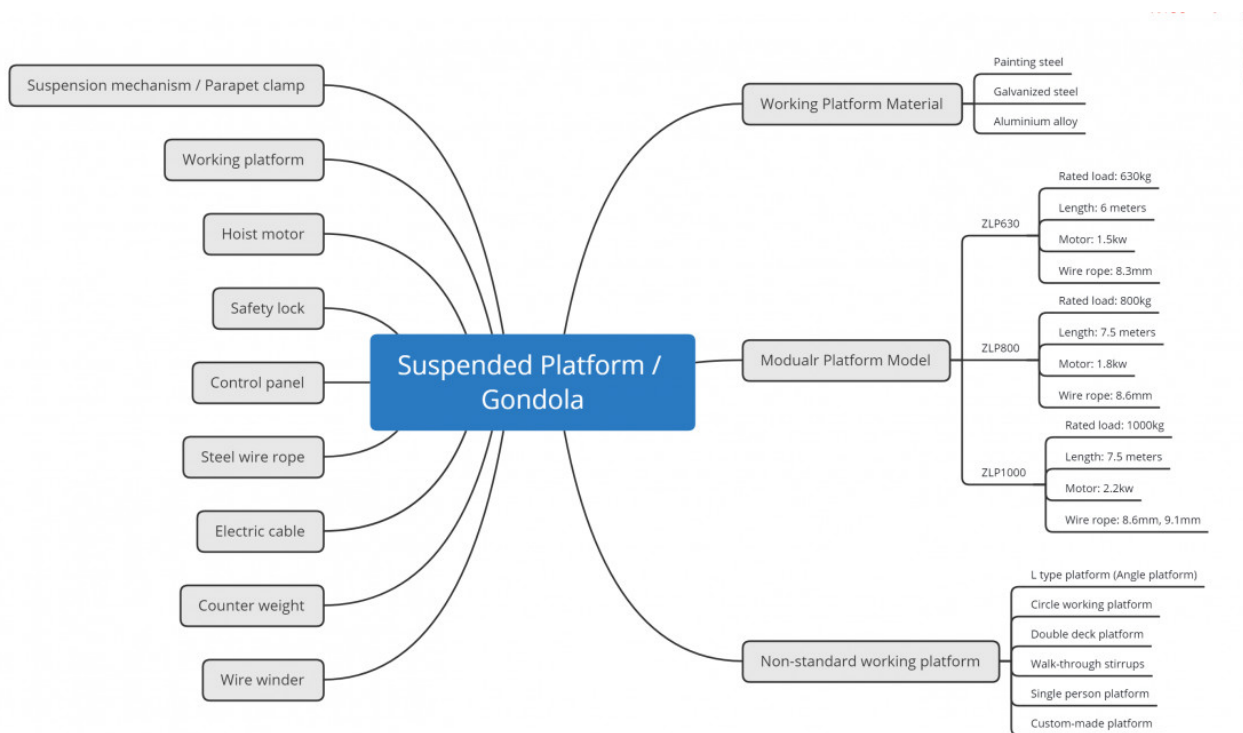 Suspension mechanism / Parapet clamp
Working platform
Hoist motor
Safety lock
Control panel
Steel wire rope
Electric cable
Counter weight
Wire winder
Suspended Platform /
Gondola
Working Platform Material
Painting steel
Galvanized steel
Aluminium alloy
Modualr Platform Model
ZLP630
Rated load: 630kg
Length: 6 meters
Motor: 1.5kw
Wire rope: 8.3mm
ZLP800
Rated load: 800kg
Length: 7.5 meters
Motor: 1.8kw
Wire rope: 8.6mm
ZLP1000
Rated load: 1000kg
Length: 7.5 meters
Motor: 2.2kw
Wire rope: 8.6mm, 9.1mm
Non-standard working platform
L type platform (Angle platform)
Circle working platform
Double deck platform
Walk-through stirrups
Single person platform
Custom-made platform